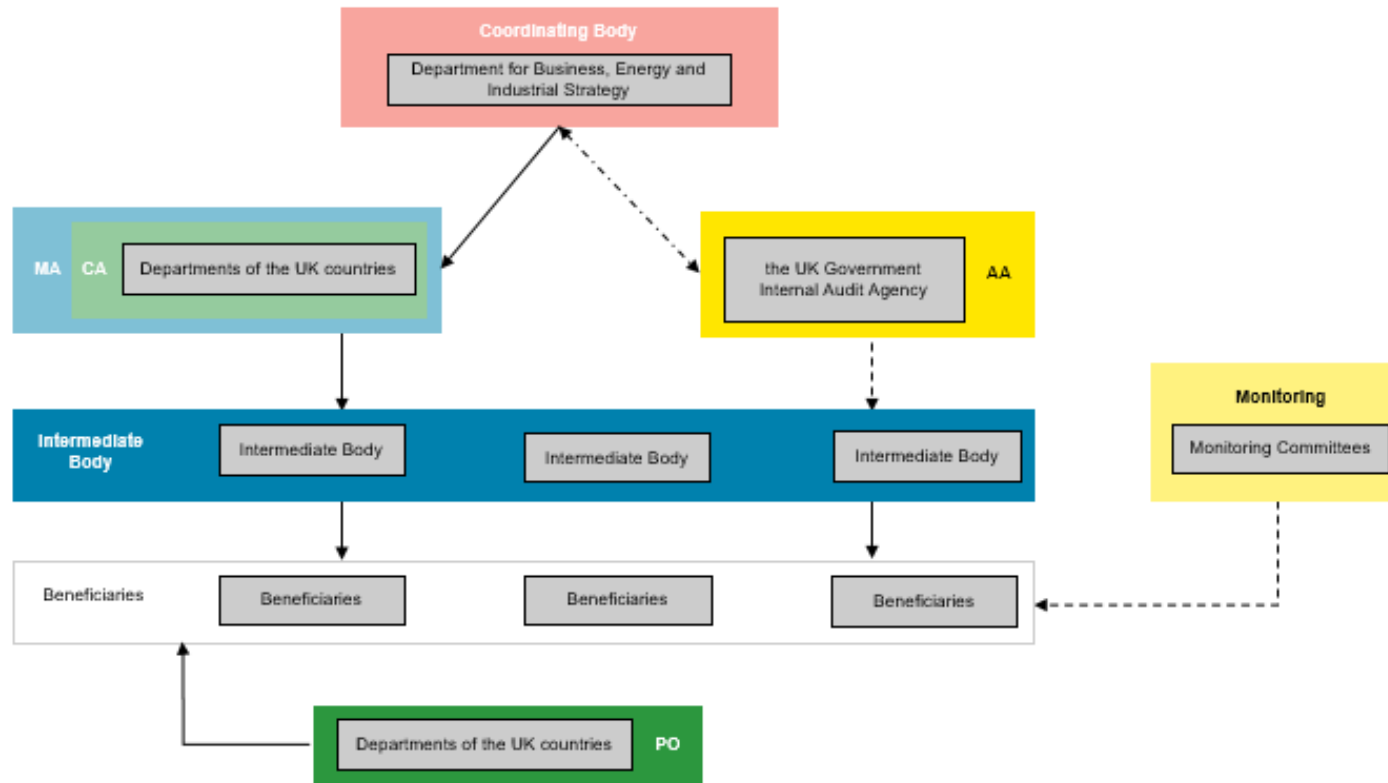 Coordinating Body
Department for Business, Energy and
Industrial Strategy
MA
CA
Departments of the UK countries
the UK Government
Internal Audit Agency
AA
Monitoring
Monitoring Committees
Intermediate
Body
Intermediate Body
Intermediate Body
Intermediate Body
Beneficiaries
Beneficiaries
Beneficiaries
Beneficiaries
Departments of the UK countries
PO